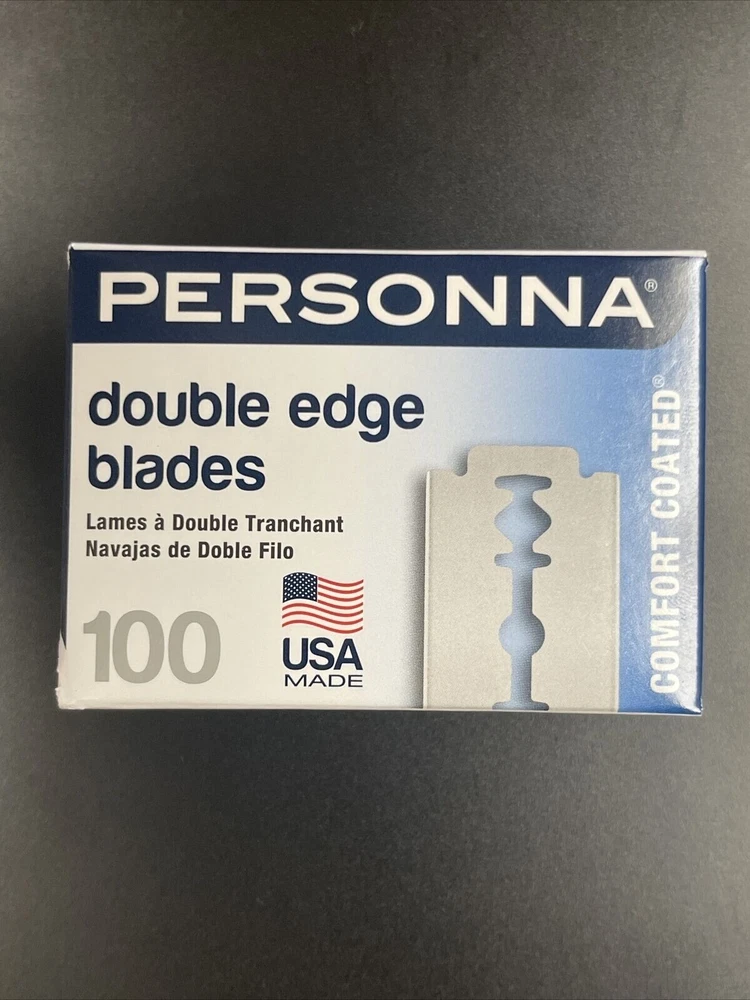 PERSONNA®
double edge
blades
Lames à Double Tranchant
Navajas de Doble Filo
100
USA
MADE
COMFORT COATED®